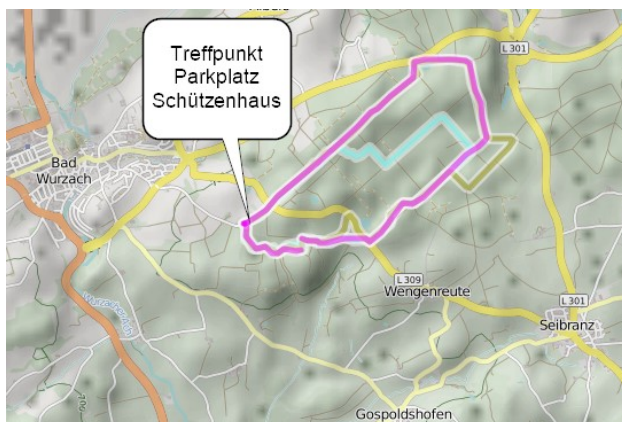 Treffpunkt
Parkplatz
Schützenhaus
L 301
Bad
Wurzach
L 309
Wengenreute
L 301
Seibranz
Gospoldshofen